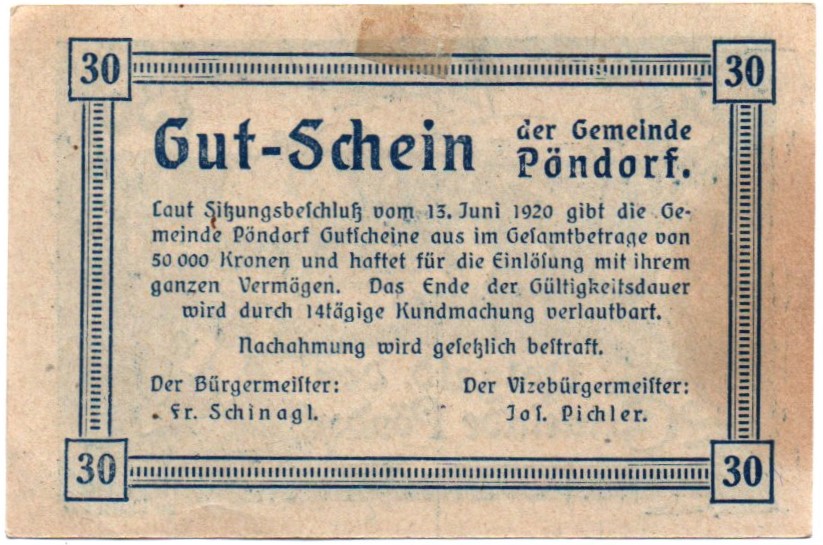 30
30
Gut-Schein
der Gemeinde
Pöndorf.
Laut Sitzungsbeschluß vom 13. Juni 1920 gibt die Ge-
meinde Pöndorf Gutscheine aus im Gesamtbetrage von
50 000 Kronen und haftet für die Einlösung mit ihrem
ganzen Vermögen. Das Ende der Gültigkeitsdauer
wird durch 14tägige Kundmachung verlautbart.
Nachahmung wird gesetzlich bestraft.
Der Bürgermeister:
Fr. Schinagl.
Der Vizebürgermeister:
Jos. Pichler.
30
30